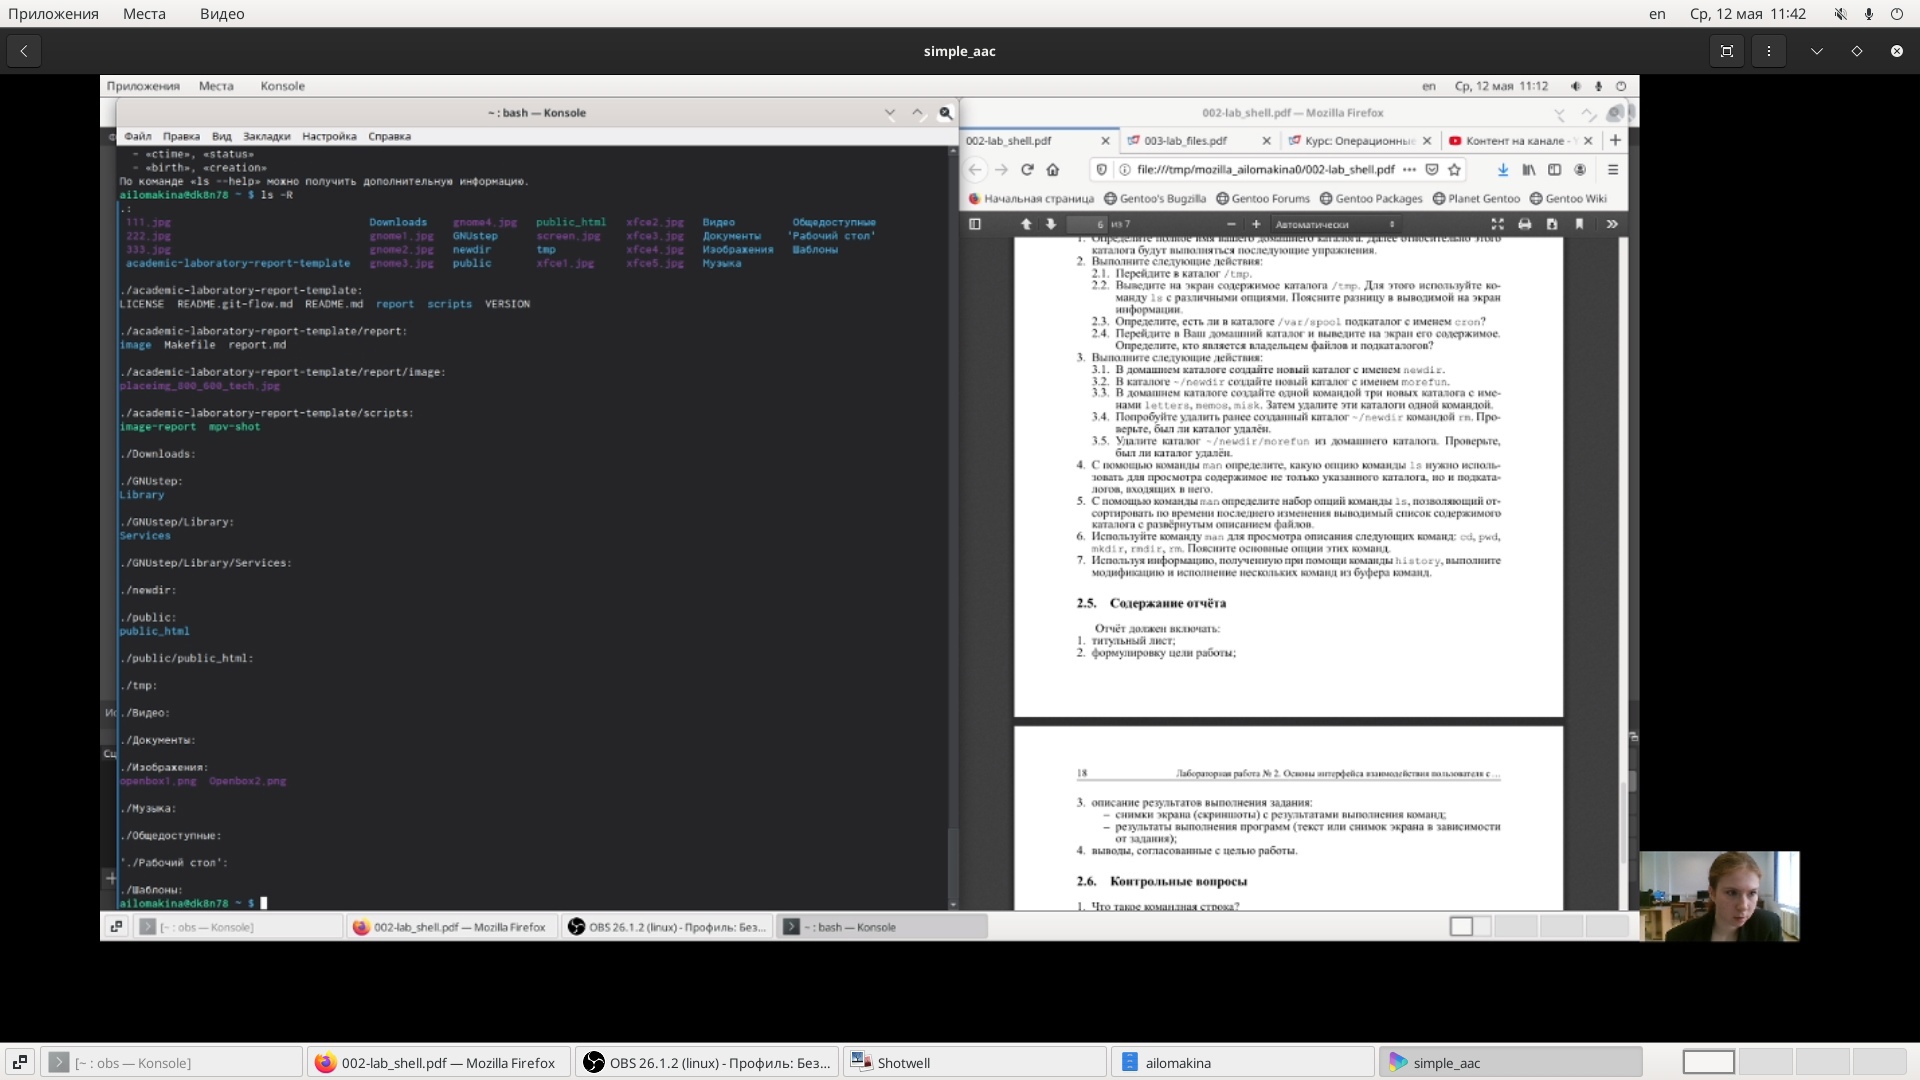 Приложения Места Видео en Ср, 12 мая 11:42
simple_aac
Приложения Места Konsole en Ср, 12 мая 11:12
~ : bash — Konsole
Файл Правка Вид Закладки Настройка Справка
- «ctime», «status»
- «birth», «creation»
По команде «ls --help» можно получить дополнительную информацию.
ailomakina@dk8n78 ~ $ ls -R
.:
111.jpg Downloads gnome4.jpg public_html xfce2.jpg Видео Общедоступные
222.jpg gnome1.jpg GNUstep screen.jpg xfce3.jpg Документы 'Рабочий стол'
333.jpg gnome2.jpg newdir tmp xfce4.jpg Изображения Шаблоны
academic-laboratory-report-template gnome3.jpg public xfce1.jpg xfce5.jpg Музыка
./academic-laboratory-report-template:
LICENSE README.git-flow.md README.md report scripts VERSION
./academic-laboratory-report-template/report:
image Makefile report.md
./academic-laboratory-report-template/report/image:
placeimg_800_600_tech.jpg
./academic-laboratory-report-template/scripts:
image-report mpv-shot
./Downloads:
./GNUstep:
Library
./GNUstep/Library:
Services
./GNUstep/Library/Services:
./newdir:
./public:
public_html
./public/public_html:
./tmp:
./Видео:
./Документы:
./Изображения:
openbox1.png Openbox2.png
./Музыка:
./Общедоступные:
'./Рабочий стол':
./Шаблоны:
ailomakina@dk8n78 ~ $
002-lab_shell.pdf — Mozilla Firefox
002-lab_shell.pdf 003-lab_files.pdf Курс: Операционные Контент на канале -
file:///tmp/mozilla_ailomakina0/002-lab_shell.pdf
Начальная страница Gentoo's Bugzilla Gentoo Forums Gentoo Packages Planet Gentoo Gentoo Wiki
6 из 7 Автоматически
1. Определите полное имя вашего домашнего каталога. Далее относительно этого
каталога будут выполняться последующие упражнения.
2. Выполните следующие действия:
2.1. Перейдите в каталог /tmp.
2.2. Выведите на экран содержимое каталога /tmp. Для этого используйте ко-
манду ls с различными опциями. Поясните разницу в выводимой на экран
информации.
2.3. Определите, есть ли в каталоге /var/spool подкаталог с именем cron?
2.4. Перейдите в Ваш домашний каталог и выведите на экран его содержимое.
Определите, кто является владельцем файлов и подкаталогов?
3. Выполните следующие действия:
3.1. В домашнем каталоге создайте новый каталог с именем newdir.
3.2. В каталоге ~/newdir создайте новый каталог с именем morefun.
3.3. В домашнем каталоге создайте одной командой три новых каталога с име-
нами letters, memos, misk. Затем удалите эти каталоги одной командой.
3.4. Попробуйте удалить ранее созданный каталог ~/newdir командой rm. Про-
верьте, был ли каталог удалён.
3.5. Удалите каталог ~/newdir/morefun из домашнего каталога. Проверьте,
был ли каталог удалён.
4. С помощью команды man определите, какую опцию команды ls нужно исполь-
зовать для просмотра содержимое не только указанного каталога, но и подката-
логов, входящих в него.
5. С помощью команды man определите набор опций команды ls, позволяющий от-
сортировать по времени последнего изменения выводимый список содержимого
каталога с развёрнутым описанием файлов.
6. Используйте команду man для просмотра описания следующих команд: cd, pwd,
mkdir, rmdir, rm. Поясните основные опции этих команд.
7. Используя информацию, полученную при помощи команды history, выполните
модификацию и исполнение нескольких команд из буфера команд.
2.5. Содержание отчёта
Отчёт должен включать:
1. титульный лист;
2. формулировку цели работы;
18 Лабораторная работа № 2. Основы интерфейса взаимодействия пользователя с ...
3. описание результатов выполнения задания:
– снимки экрана (скриншоты) с результатами выполнения команд;
– результаты выполнения программ (текст или снимок экрана в зависимости
от задания);
4. выводы, согласованные с целью работы.
2.6. Контрольные вопросы
1. Что такое командная строка?
[~ : obs — Konsole] 002-lab_shell.pdf — Mozilla Firefox OBS 26.1.2 (linux) - Профиль: Без... ~ : bash — Konsole
[~ : obs — Konsole] 002-lab_shell.pdf — Mozilla Firefox OBS 26.1.2 (linux) - Профиль: Без... Shotwell ailomakina simple_aac